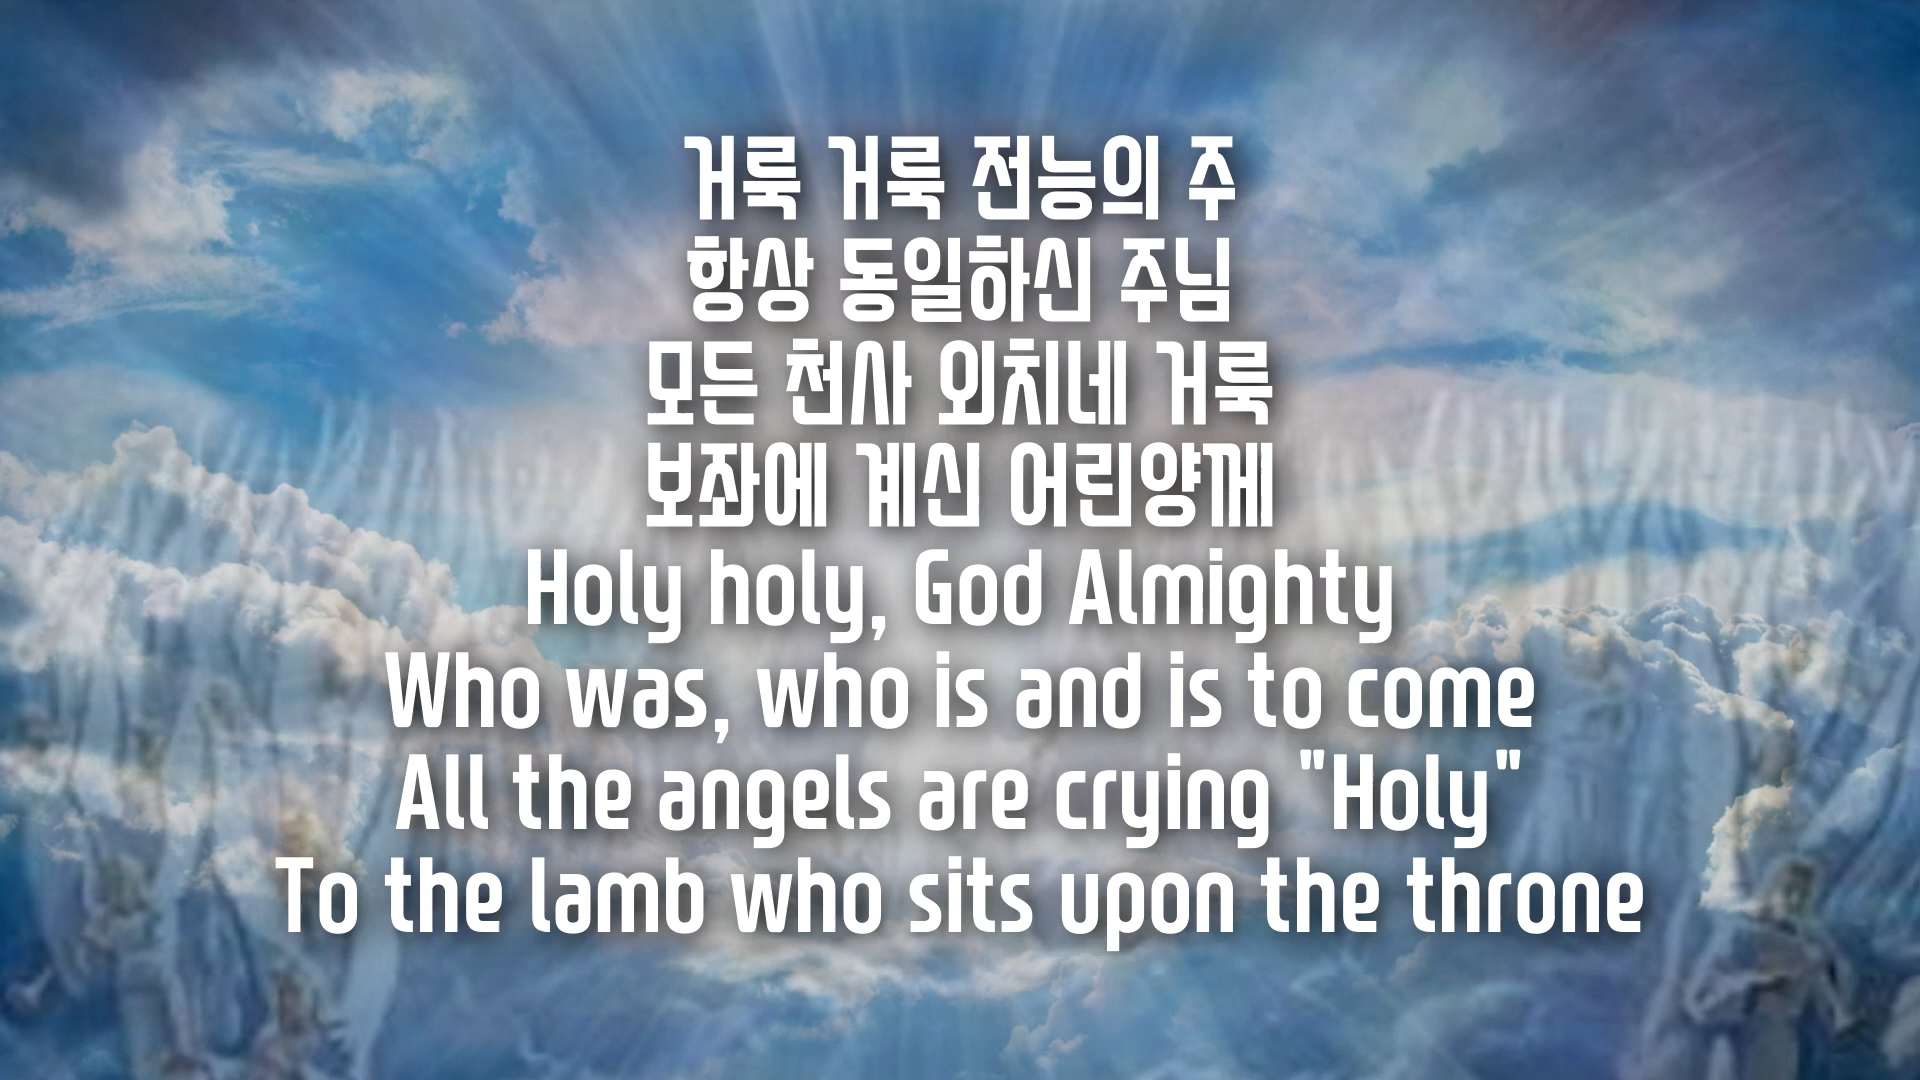 거룩 거룩 전능의 주
항상 동일하신 주님
모든 천사 외치네 거룩
보좌에 계신 어린양께
Holy holy, God Almighty
Who was, who is and is to come
All the angels are crying "Holy"
To the lamb who sits upon the throne